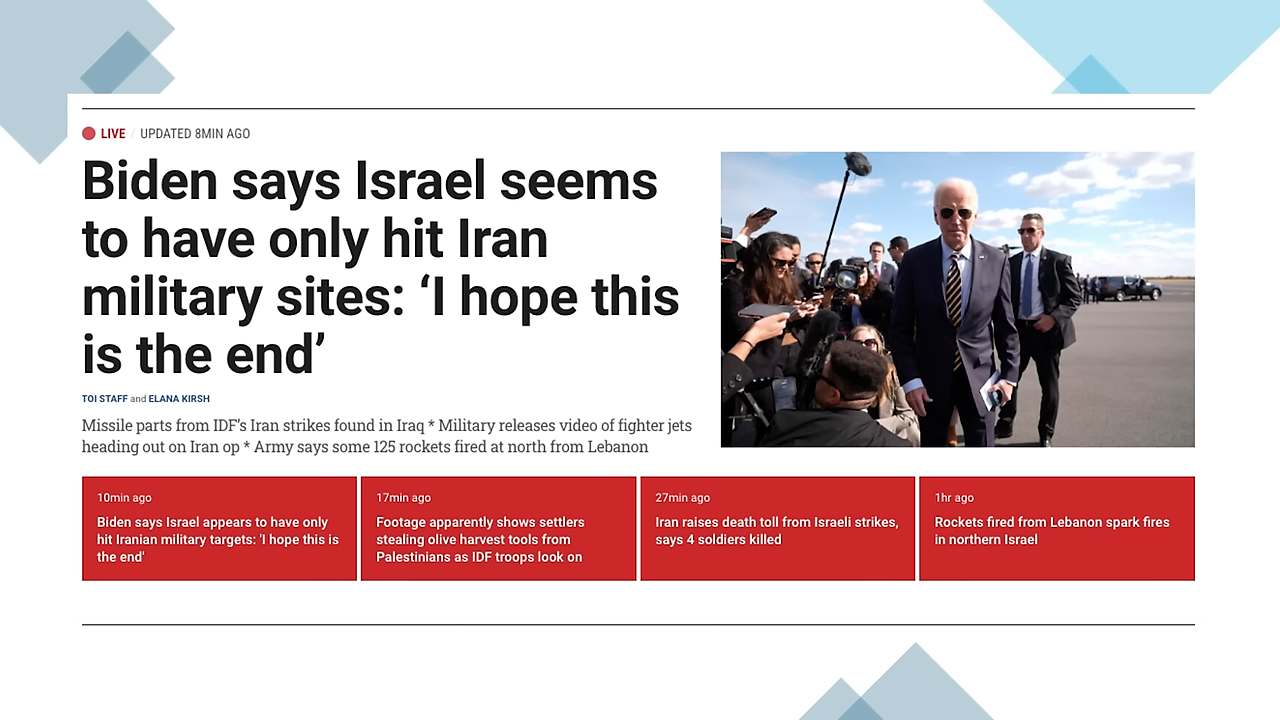 LIVE / UPDATED 8MIN AGO
Biden says Israel seems
to have only hit Iran
military sites: ‘I hope this
is the end’
TOI STAFF and ELANA KIRSH
Missile parts from IDF's Iran strikes found in Iraq * Military releases video of fighter jets
heading out on Iran op * Army says some 125 rockets fired at north from Lebanon
10min ago
Biden says Israel appears to have only
hit Iranian military targets: 'I hope this is
the end'
17min ago
Footage apparently shows settlers
stealing olive harvest tools from
Palestinians as IDF troops look on
27min ago
Iran raises death toll from Israeli strikes,
says 4 soldiers killed
1hr ago
Rockets fired from Lebanon spark fires
in northern Israel